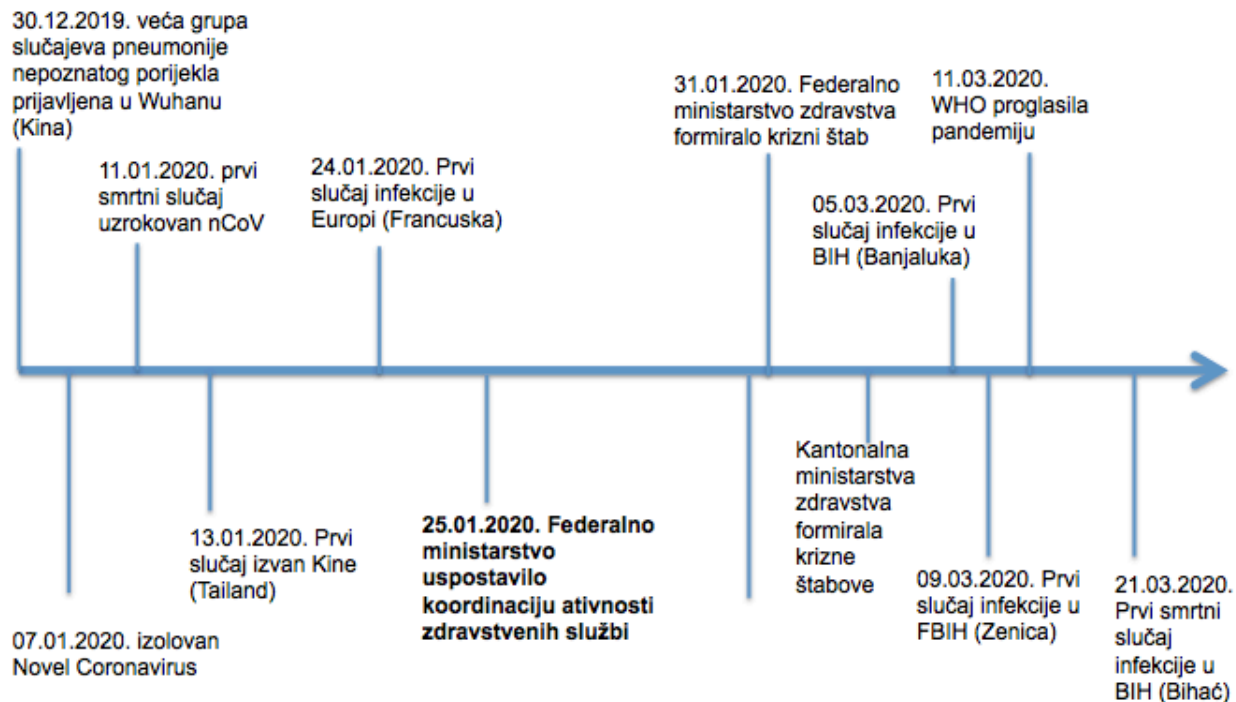 30.12.2019. veća grupa
slučajeva pneumonije
nepoznatog porijekla
prijavljena u Wuhanu
(Kina)
11.01.2020. prvi
smrtni slučaj
uzrokovan nCoV
24.01.2020. Prvi
slučaj infekcije u
Europi (Francuska)
31.01.2020. Federalno
ministarstvo zdravstva
formiralo krizni štab
05.03.2020. Prvi
slučaj infekcije u
BIH (Banjaluka)
11.03.2020.
WHO proglasila
pandemiju
07.01.2020. izolovan
Novel Coronavirus
13.01.2020. Prvi
slučaj izvan Kine
(Tailand)
25.01.2020. Federalno
ministarstvo
uspostavilo
koordinaciju ativnosti
zdravstvenih službi
Kantonalna
ministarstva
zdravstva
formirala
krizne
štabove
09.03.2020. Prvi
slučaj infekcije u
FBIH (Zenica)
21.03.2020.
Prvi smrtni
slučaj
infekcije u
BIH (Bihać)